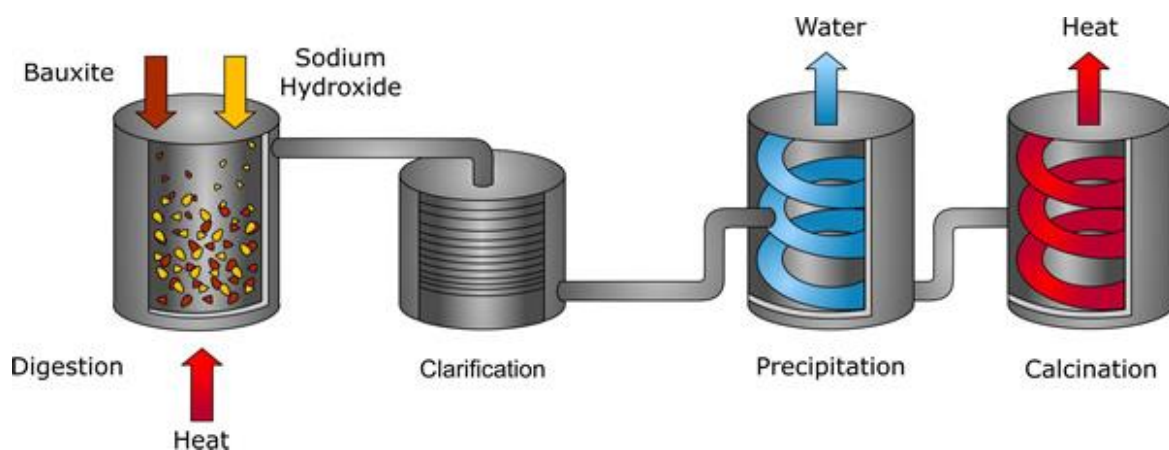 Bauxite
Sodium
Hydroxide
Water
Heat
Digestion
Clarification
Precipitation
Calcination
Heat